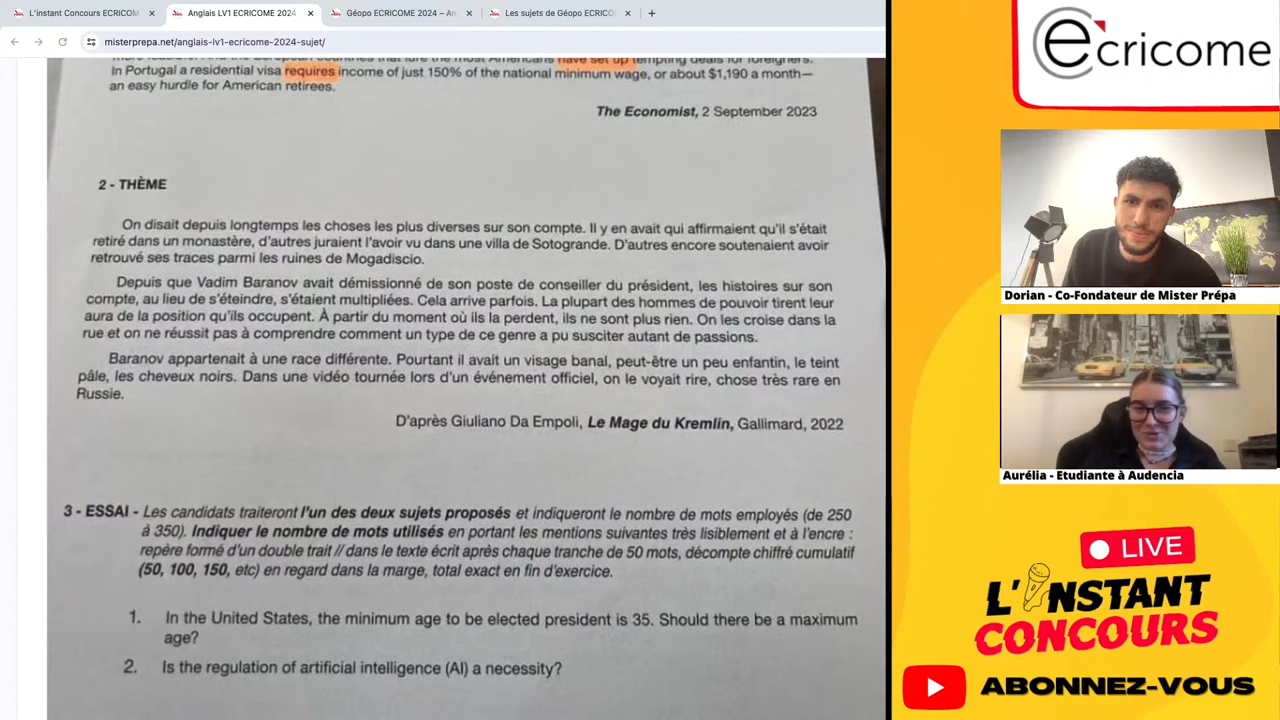 L'instant Concours ECRICOM
Anglais LV1 ECRICOME 2024
Géopo ECRICOME 2024 – An
Les sujets de Géopo ECRICO
misterprepa.net/anglais-lv1-ecricome-2024-sujet/
have set up tempting deals for foreigners.
In Portugal a residential visa requires income of just 150% of the national minimum wage, or about $1,190 a month—
an easy hurdle for American retirees.
The Economist, 2 September 2023
2 - THÈME
On disait depuis longtemps les choses les plus diverses sur son compte. Il y en avait qui affirmaient qu'il s'était
retiré dans un monastère, d'autres juraient l'avoir vu dans une villa de Sotogrande. D'autres encore soutenaient avoir
retrouvé ses traces parmi les ruines de Mogadiscio.
Depuis que Vadim Baranov avait démissionné de son poste de conseiller du président, les histoires sur son
compte, au lieu de s'éteindre, s'étaient multipliées. Cela arrive parfois. La plupart des hommes de pouvoir tirent leur
aura de la position qu'ils occupent. À partir du moment où ils la perdent, ils ne sont plus rien. On les croise dans la
rue et on ne réussit pas à comprendre comment un type de ce genre a pu susciter autant de passions.
Baranov appartenait à une race différente. Pourtant il avait un visage banal, peut-être un peu enfantin, le teint
pâle, les cheveux noirs. Dans une vidéo tournée lors d'un événement officiel, on le voyait rire, chose très rare en
Russie.
D'après Giuliano Da Empoli, Le Mage du Kremlin, Gallimard, 2022
3 - ESSAI - Les candidats traiteront l'un des deux sujets proposés et indiqueront le nombre de mots employés (de 250
à 350). Indiquer le nombre de mots utilisés en portant les mentions suivantes très lisiblement et à l'encre :
repère formé d'un double trait // dans le texte écrit après chaque tranche de 50 mots, décompte chiffré cumulatif
(50, 100, 150, etc) en regard dans la marge, total exact en fin d'exercice.
1. In the United States, the minimum age to be elected president is 35. Should there be a maximum
age?
2. Is the regulation of artificial intelligence (AI) a necessity?
ecricome
Dorian - Co-Fondateur de Mister Prépa
Aurélia - Etudiante à Audencia
LIVE
L'INSTANT
CONCOURS
ABONNEZ-VOUS